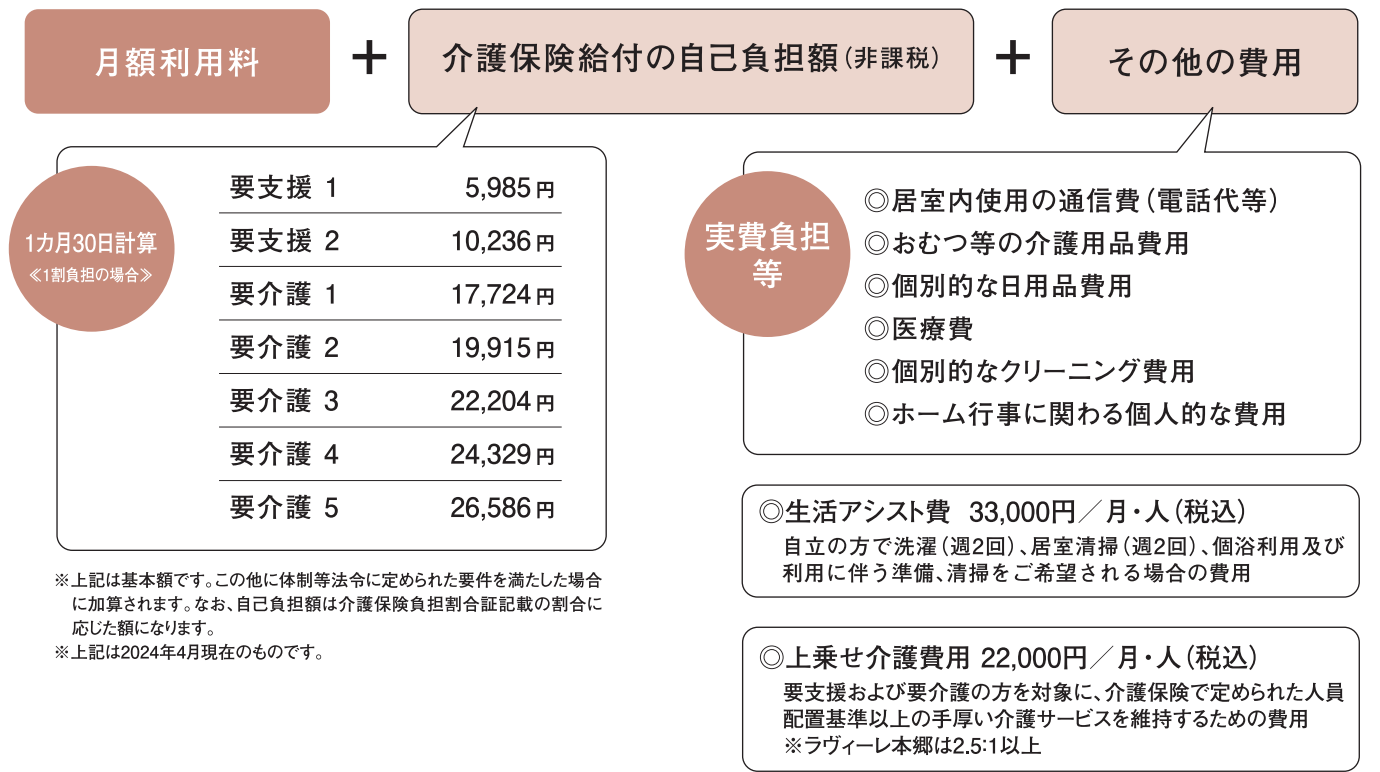 月額利用料
+
介護保険給付の自己負担額(非課税)
+
その他の費用
1カ月30日計算
≪1割負担の場合≫
要支援 1 5,985円
要支援 2 10,236円
要介護 1 17,724円
要介護 2 19,915円
要介護 3 22,204円
要介護 4 24,329円
要介護 5 26,586円
※上記は基本額です。この他に体制等法令に定められた要件を満たした場合
に加算されます。なお、自己負担額は介護保険負担割合証記載の割合に
応じた額になります。
※上記は2024年4月現在のものです。
実費負担
等
◎居室内使用の通信費(電話代等)
◎おむつ等の介護用品費用
◎個別的な日用品費用
◎医療費
◎個別的なクリーニング費用
◎ホーム行事に関わる個人的な費用
◎生活アシスト費 33,000円／月・人(税込)
自立の方で洗濯(週2回)、居室清掃(週2回)、個浴利用及び
利用に伴う準備、清掃をご希望される場合の費用
◎上乗せ介護費用 22,000円／月・人(税込)
要支援および要介護の方を対象に、介護保険で定められた人員
配置基準以上の手厚い介護サービスを維持するための費用
※ラヴィーレ本郷は2.5:1以上